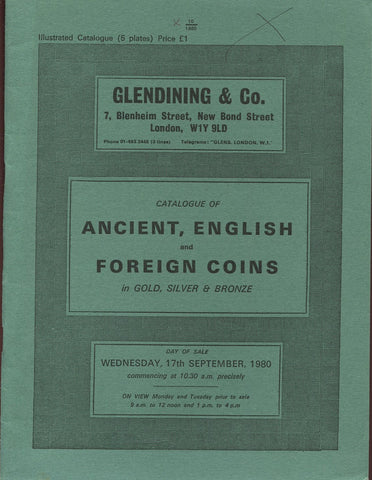 K 10
1980
Illustrated Catalogue (5 plates) Price £1
GLENDINING & Co.
7, Blenheim Street, New Bond Street
London, W1Y 9LD
Phone 01-493 2445 (3 lines) Telegrams: "GLENS. LONDON, W.1."
CATALOGUE OF
ANCIENT, ENGLISH
and
FOREIGN COINS
in GOLD, SILVER & BRONZE
DAY OF SALE
WEDNESDAY, 17th SEPTEMBER, 1980
commencing at 10.30 a.m. precisely
ON VIEW Monday and Tuesday prior to sale
9 a.m. to 12 noon and 1 p.m. to 4 p.m